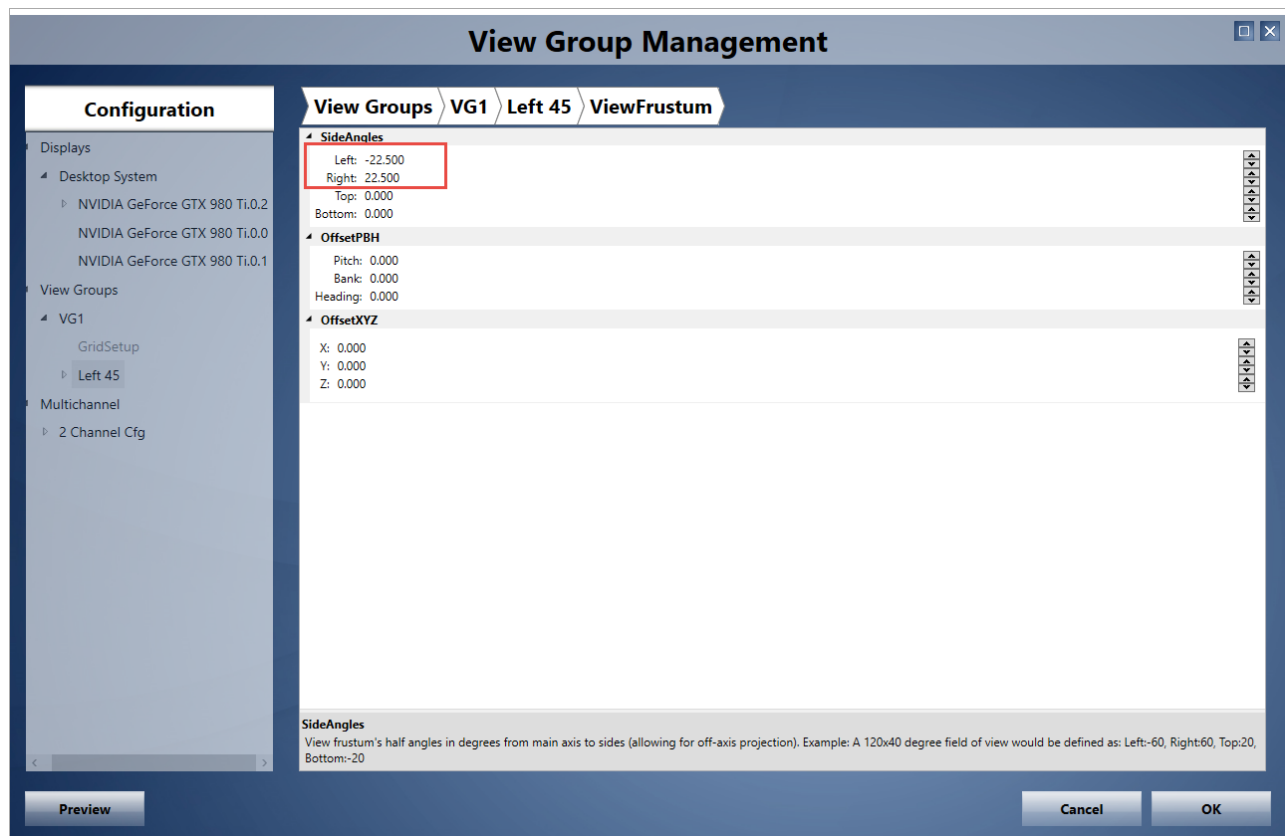 View Group Management
Configuration
View Groups VG1 Left 45 ViewFrustum
Displays
Desktop System
NVIDIA GeForce GTX 980 Ti.0.2
NVIDIA GeForce GTX 980 Ti.0.0
NVIDIA GeForce GTX 980 Ti.0.1
View Groups
VG1
GridSetup
Left 45
Multichannel
2 Channel Cfg
SideAngles
Left: -22.500
Right: 22.500
Top: 0.000
Bottom: 0.000
OffsetPBH
Pitch: 0.000
Bank: 0.000
Heading: 0.000
OffsetXYZ
X: 0.000
Y: 0.000
Z: 0.000
SideAngles
View frustum's half angles in degrees from main axis to sides (allowing for off-axis projection). Example: A 120x40 degree field of view would be defined as: Left:-60, Right:60, Top:20,
Bottom:-20
Preview
Cancel
OK